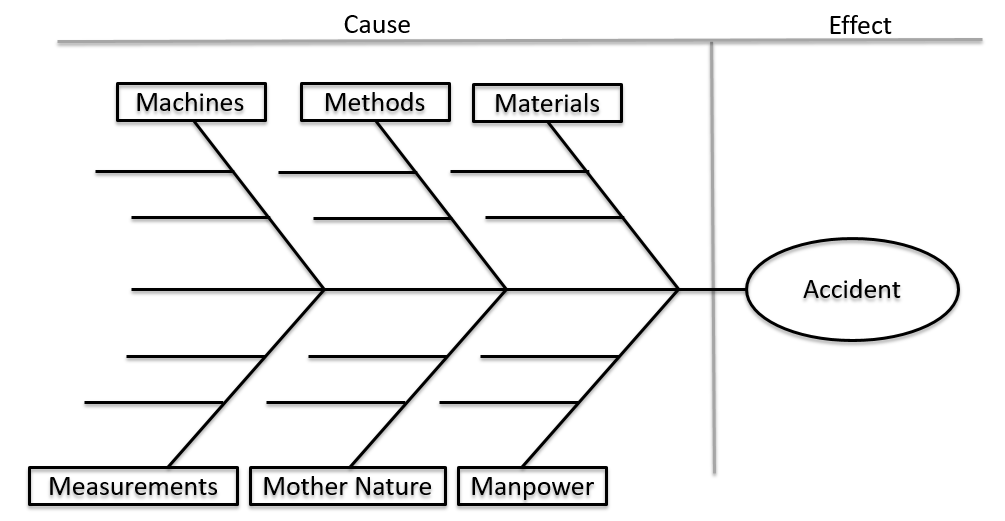 Cause
Effect
Machines
Methods
Materials
Accident
Measurements
Mother Nature
Manpower